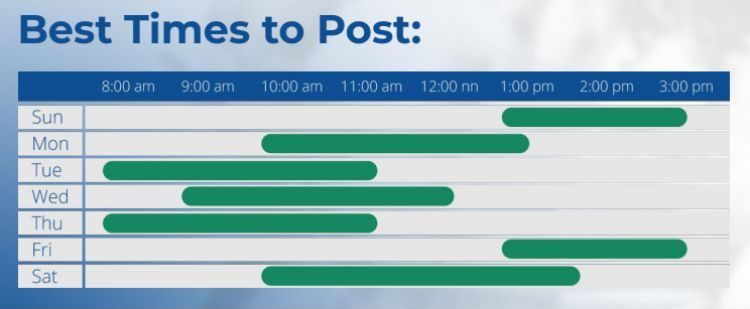 Best Times to Post:
8:00 am 9:00 am 10:00 am 11:00 am 12:00 nn 1:00 pm 2:00 pm 3:00 pm
Sun
Mon
Tue
Wed
Thu
Fri
Sat